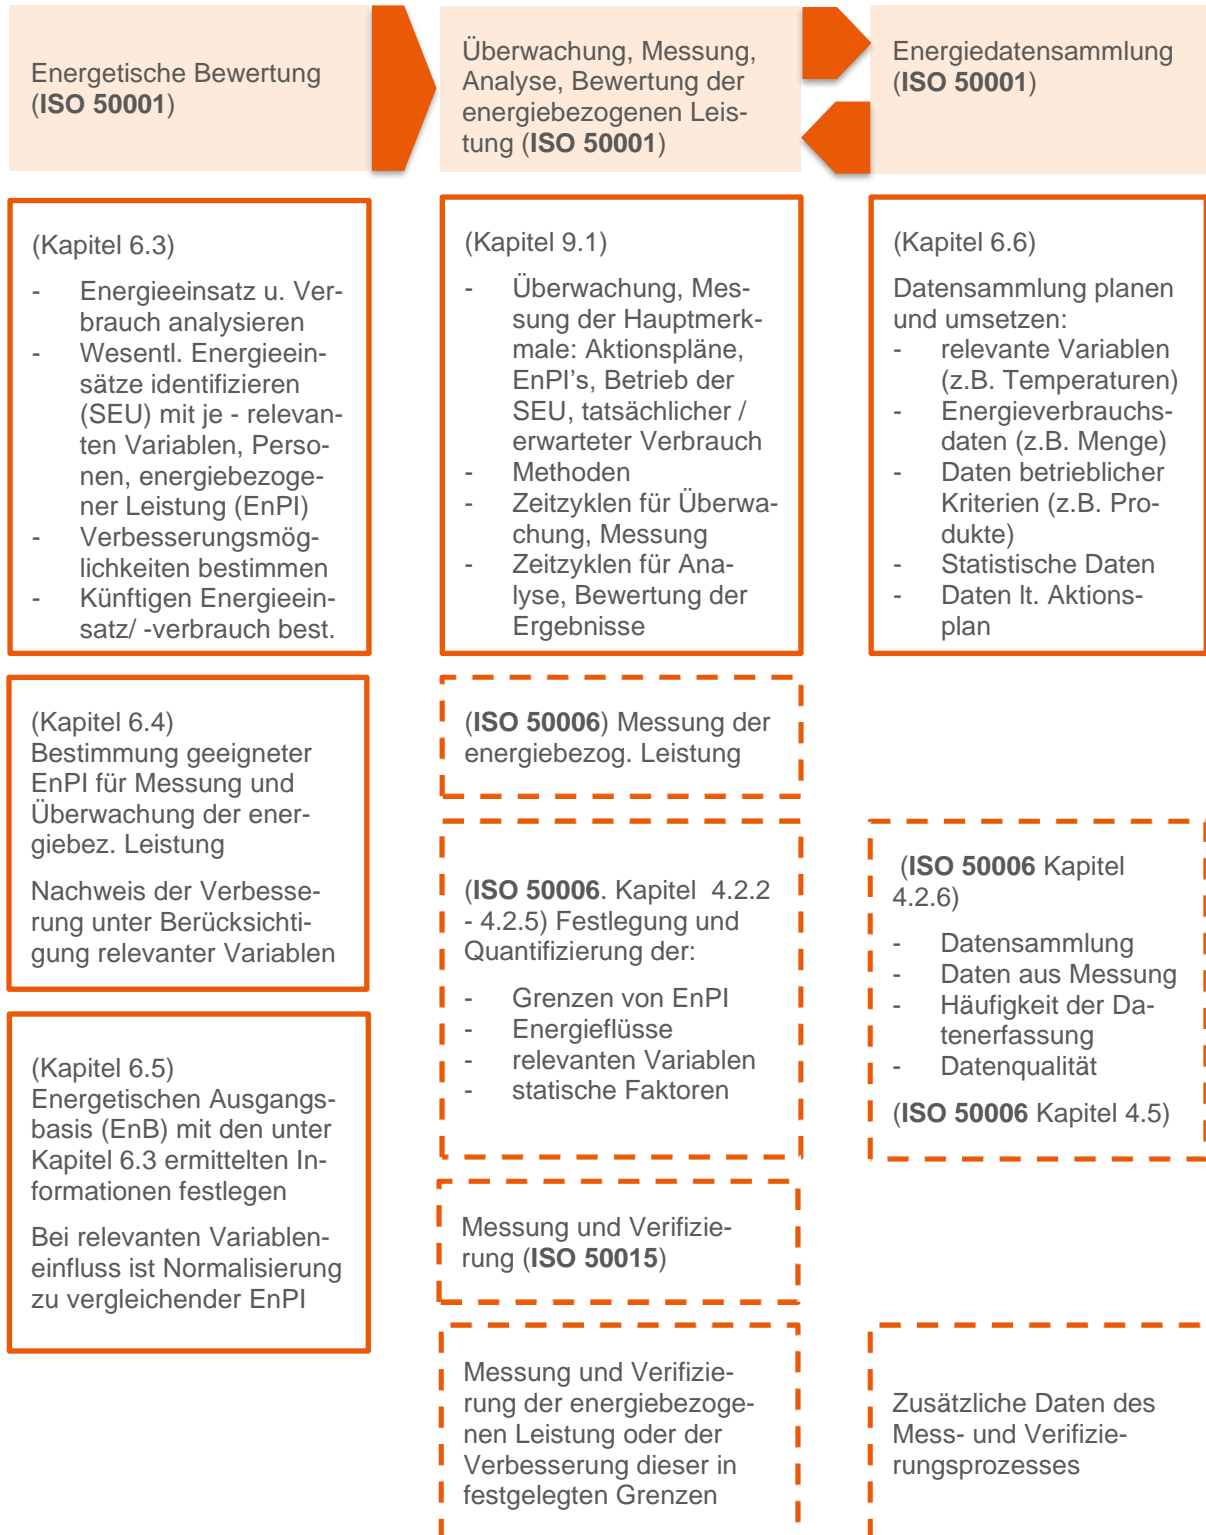 Energetische Bewertung
(ISO 50001)
Überwachung, Messung,
Analyse, Bewertung der
energiebezogenen Leis-
tung (ISO 50001)
Energiedatensammlung
(ISO 50001)
(Kapitel 6.3)
- Energieeinsatz u. Ver-
brauch analysieren
- Wesentl. Energieein-
sätze identifizieren
(SEU) mit je - relevan-
ten Variablen, Perso-
nen, energiebezoge-
ner Leistung (EnPI)
- Verbesserungsmög-
lichkeiten bestimmen
- Künftigen Energieein-
satz/ -verbrauch best.
(Kapitel 6.4)
Bestimmung geeigneter
EnPI für Messung und
Überwachung der ener-
giebez. Leistung
Nachweis der Verbesse-
rung unter Berücksichti-
gung relevanter Variablen
(Kapitel 6.5)
Energetischen Ausgangs-
basis (EnB) mit den unter
Kapitel 6.3 ermittelten In-
formationen festlegen
Bei relevanten Variablen-
einfluss ist Normalisierung
zu vergleichender EnPI
(Kapitel 9.1)
- Überwachung, Mes-
sung der Hauptmerk-
male: Aktionspläne,
EnPI's, Betrieb der
SEU, tatsächlicher /
erwarteter Verbrauch
- Methoden
- Zeitzyklen für Überwa-
chung, Messung
- Zeitzyklen für Ana-
lyse, Bewertung der
Ergebnisse
(ISO 50006) Messung der
energiebezog. Leistung
(ISO 50006. Kapitel 4.2.2
- 4.2.5) Festlegung und
Quantifizierung der:
- Grenzen von EnPI
- Energieflüsse
- relevanten Variablen
- statische Faktoren
Messung und Verifizie-
rung (ISO 50015)
Messung und Verifizie-
rung der energiebezoge-
nen Leistung oder der
Verbesserung dieser in
festgelegten Grenzen
(Kapitel 6.6)
Datensammlung planen
und umsetzen:
- relevante Variablen
(z.B. Temperaturen)
- Energieverbrauchs-
daten (z.B. Menge)
- Daten betrieblicher
Kriterien (z.B. Pro-
dukte)
- Statistische Daten
- Daten lt. Aktions-
plan
(ISO 50006 Kapitel
4.2.6)
- Datensammlung
- Daten aus Messung
- Häufigkeit der Da-
tenerfassung
- Datenqualität
(ISO 50006 Kapitel 4.5)
Zusätzliche Daten des
Mess- und Verifizie-
rungsprozesses